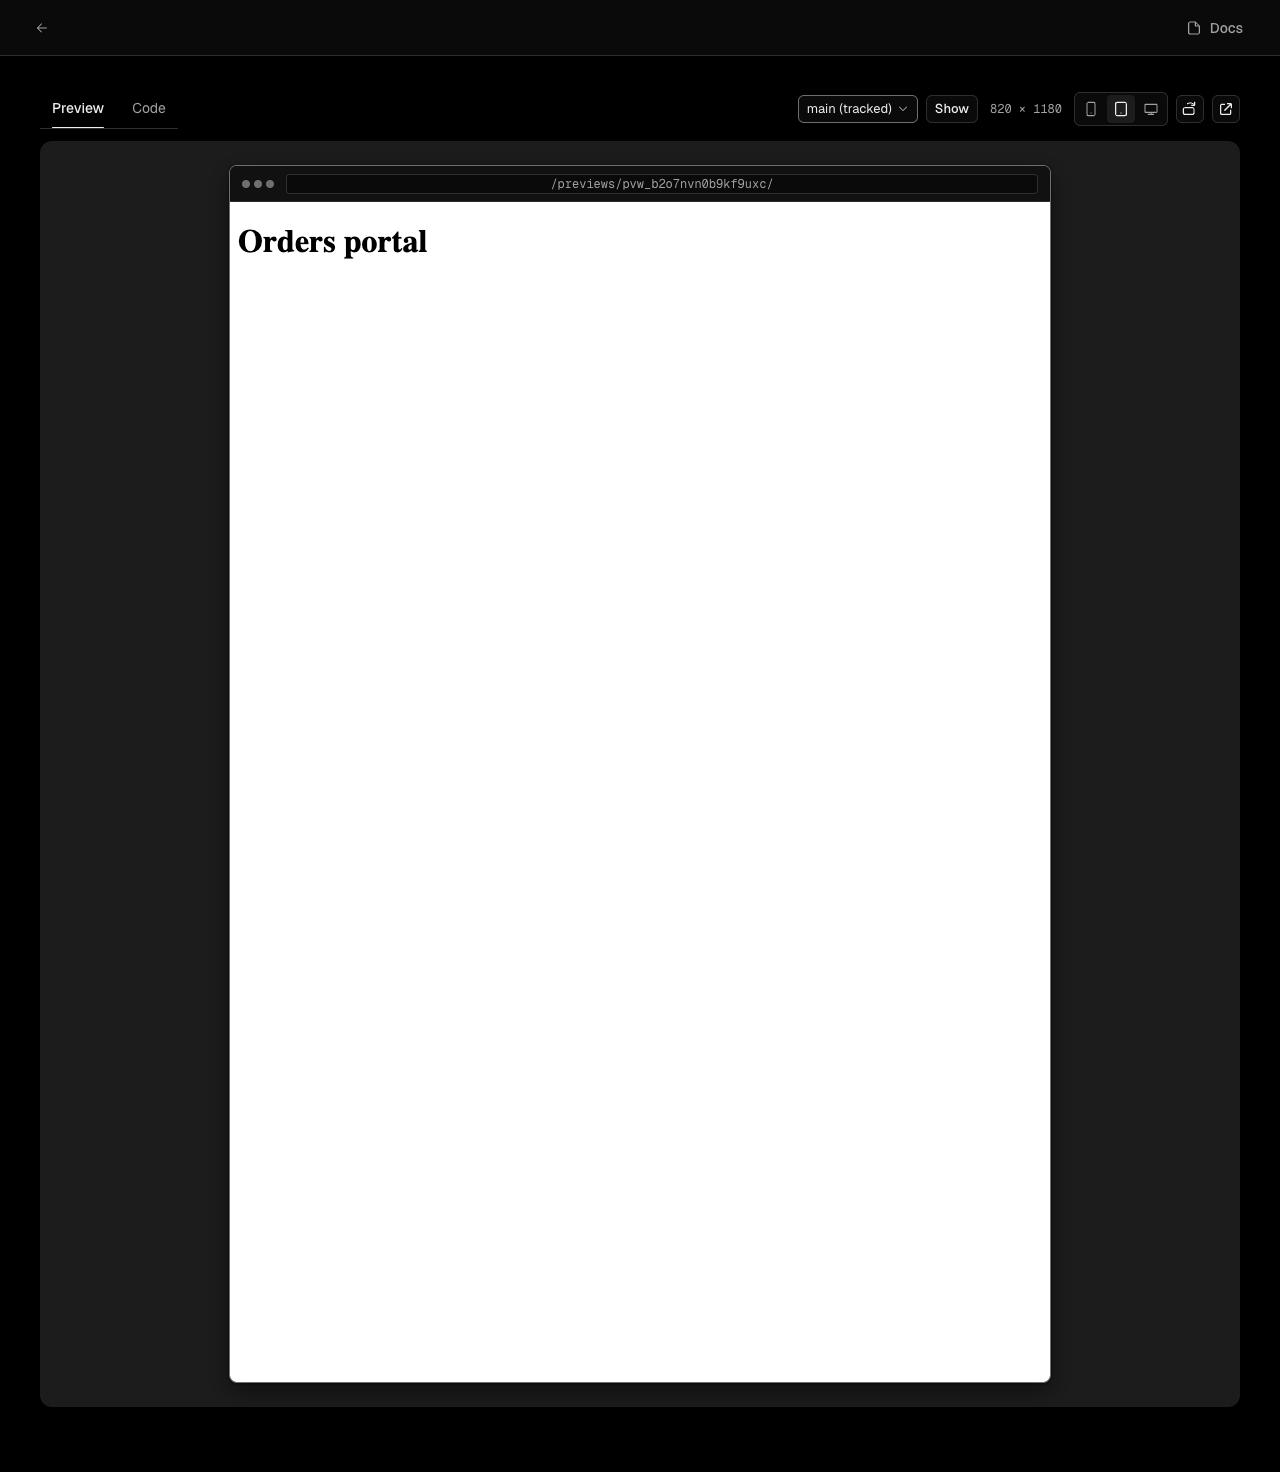 Docs
Preview Code main (tracked) Show 820 × 1180
/previews/pvw_b2o7nvn0b9kf9uxc/
Orders portal